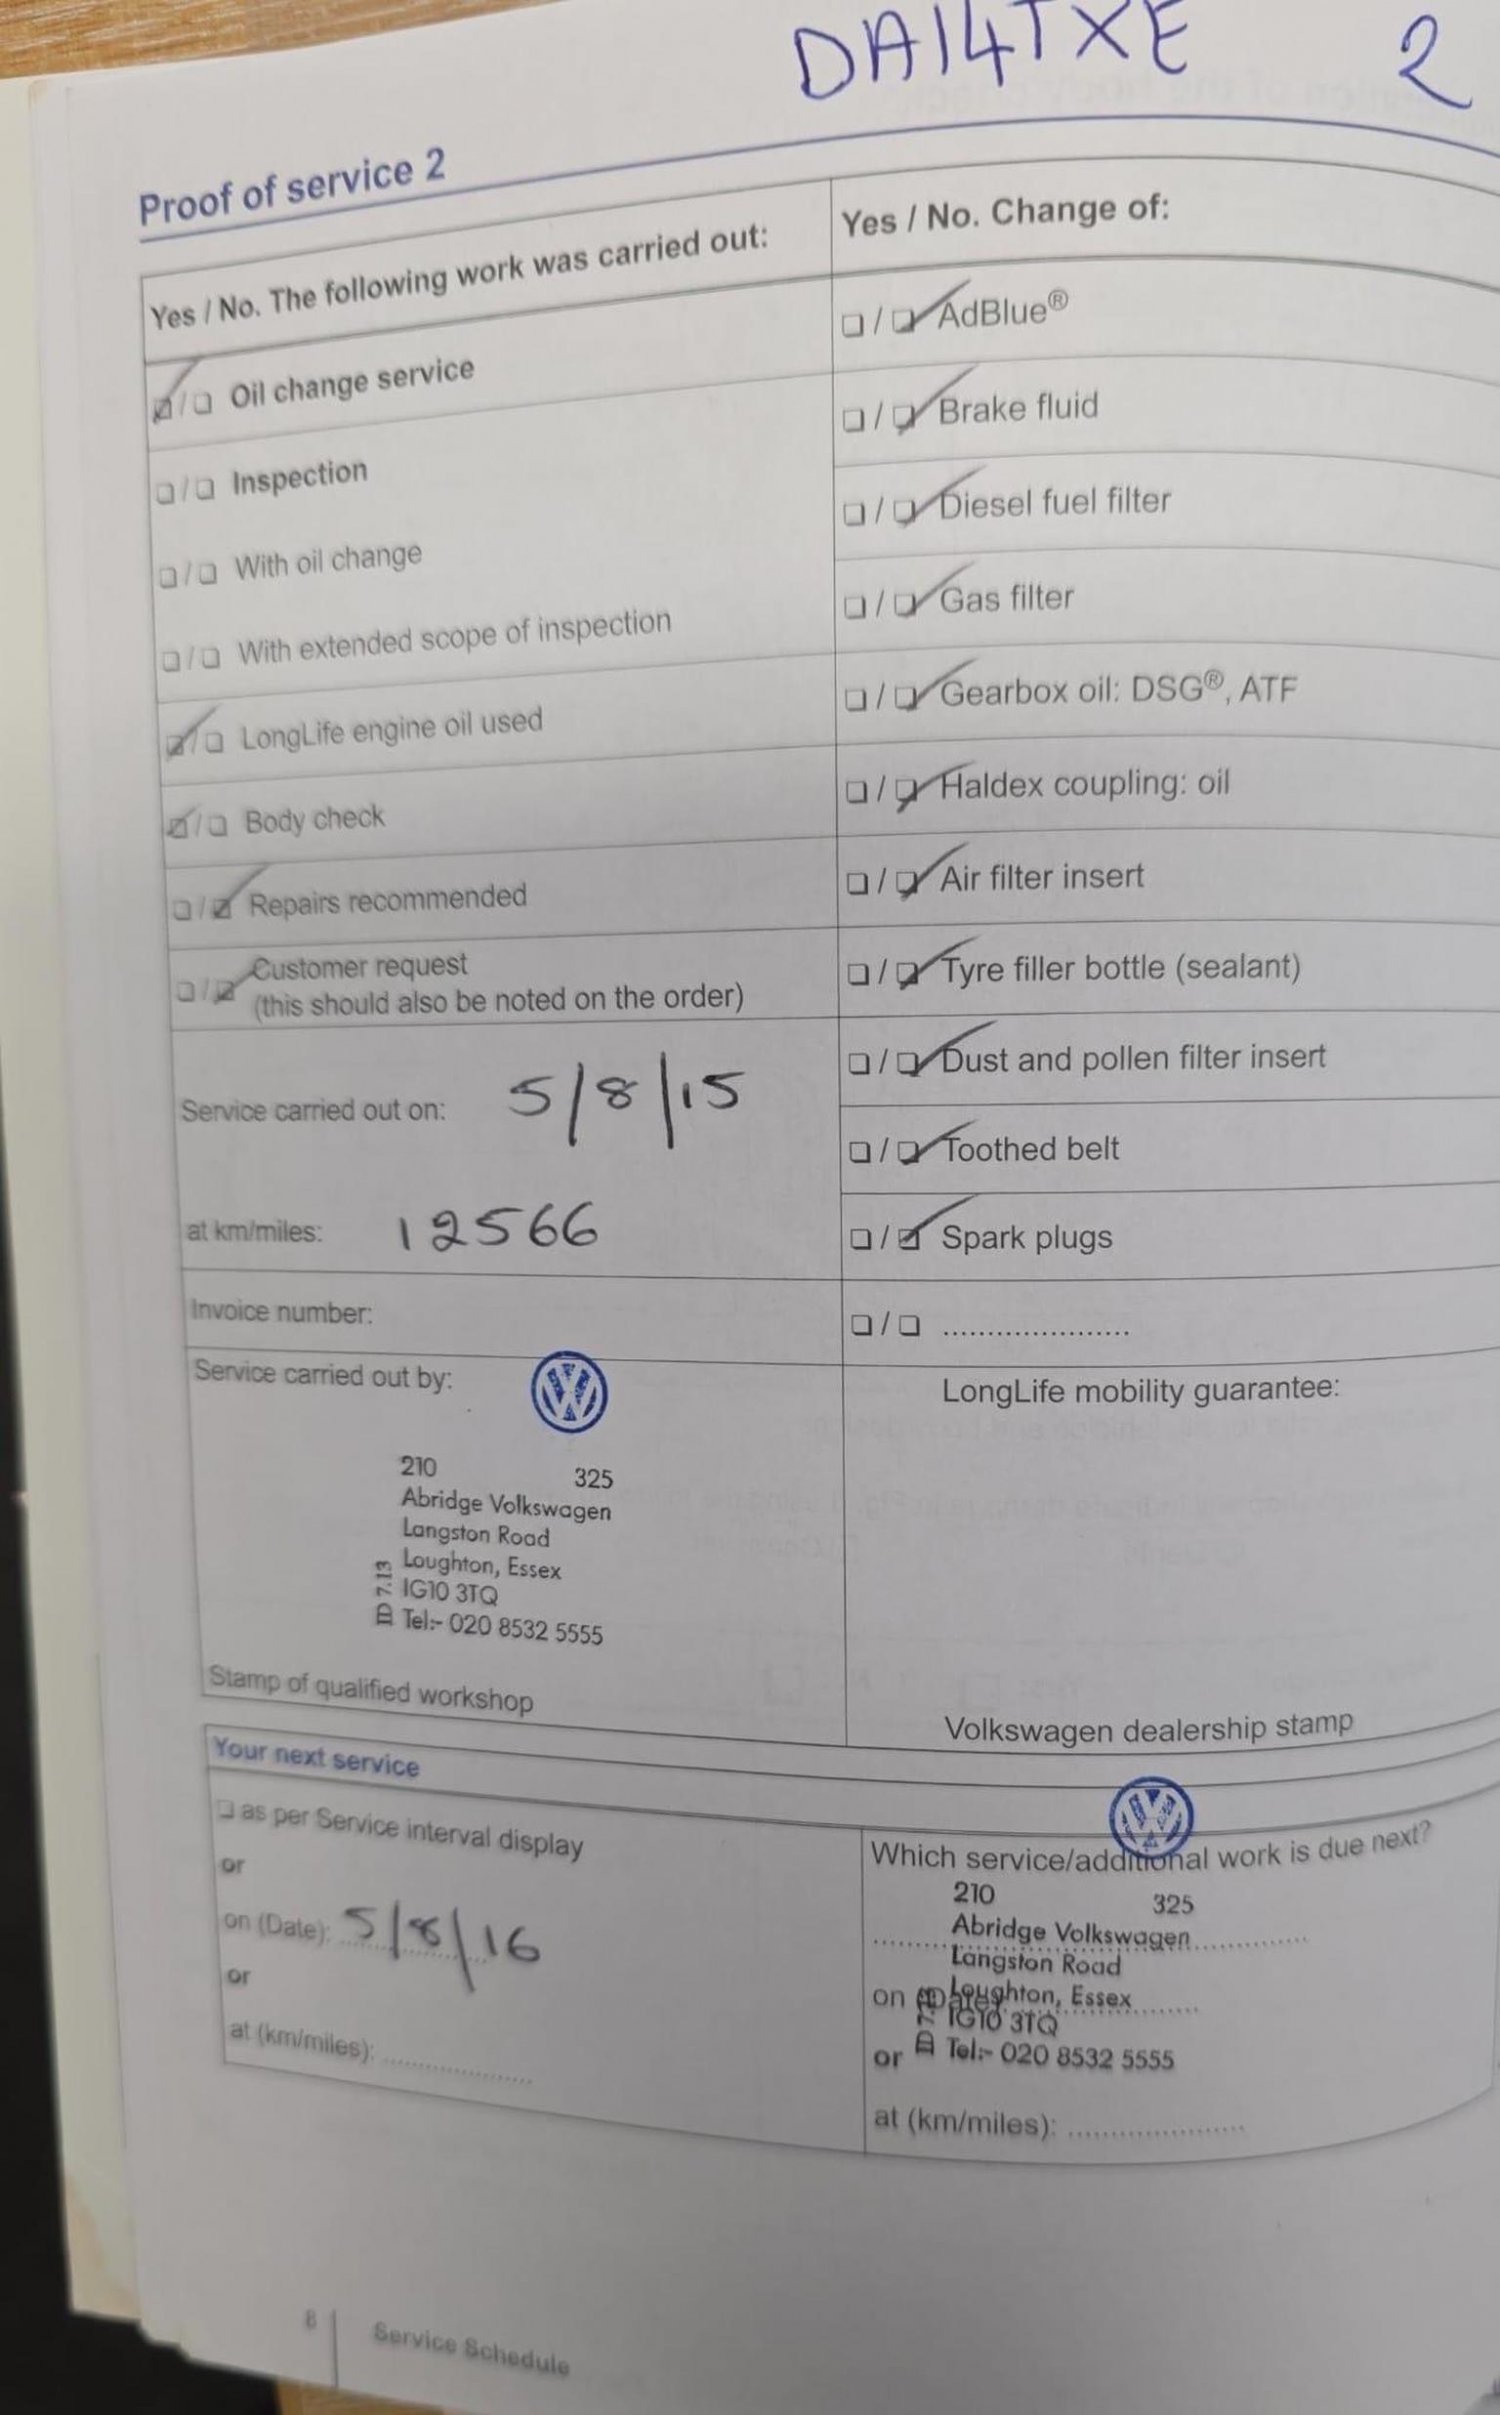 DA14TXE 2
Proof of service 2
Yes / No. The following work was carried out:
Oil change service
Inspection
With oil change
With extended scope of inspection
LongLife engine oil used
Body check
Repairs recommended
Customer request
(this should also be noted on the order)
Service carried out on: 5/8/15
at km/miles: 12566
Invoice number:
Service carried out by:
210 325
Abridge Volkswagen
Langston Road
Loughton, Essex
IG10 3TQ
Tel:- 020 8532 5555
ID 7.13
Stamp of qualified workshop
Yes / No. Change of:
AdBlue®
Brake fluid
Diesel fuel filter
Gas filter
Gearbox oil: DSG®, ATF
Haldex coupling: oil
Air filter insert
Tyre filler bottle (sealant)
Dust and pollen filter insert
Toothed belt
Spark plugs
.....................
LongLife mobility guarantee:
Volkswagen dealership stamp
Your next service
as per Service interval display
or
on (Date): 5/8/16
or
at (km/miles): .................
Which service/additional work is due next?
210 325
Abridge Volkswagen
Langston Road
on (Date)
Loughton, Essex
IG10 3TQ
or
Tel:- 020 8532 5555
at (km/miles): ....................
8 Service Schedule